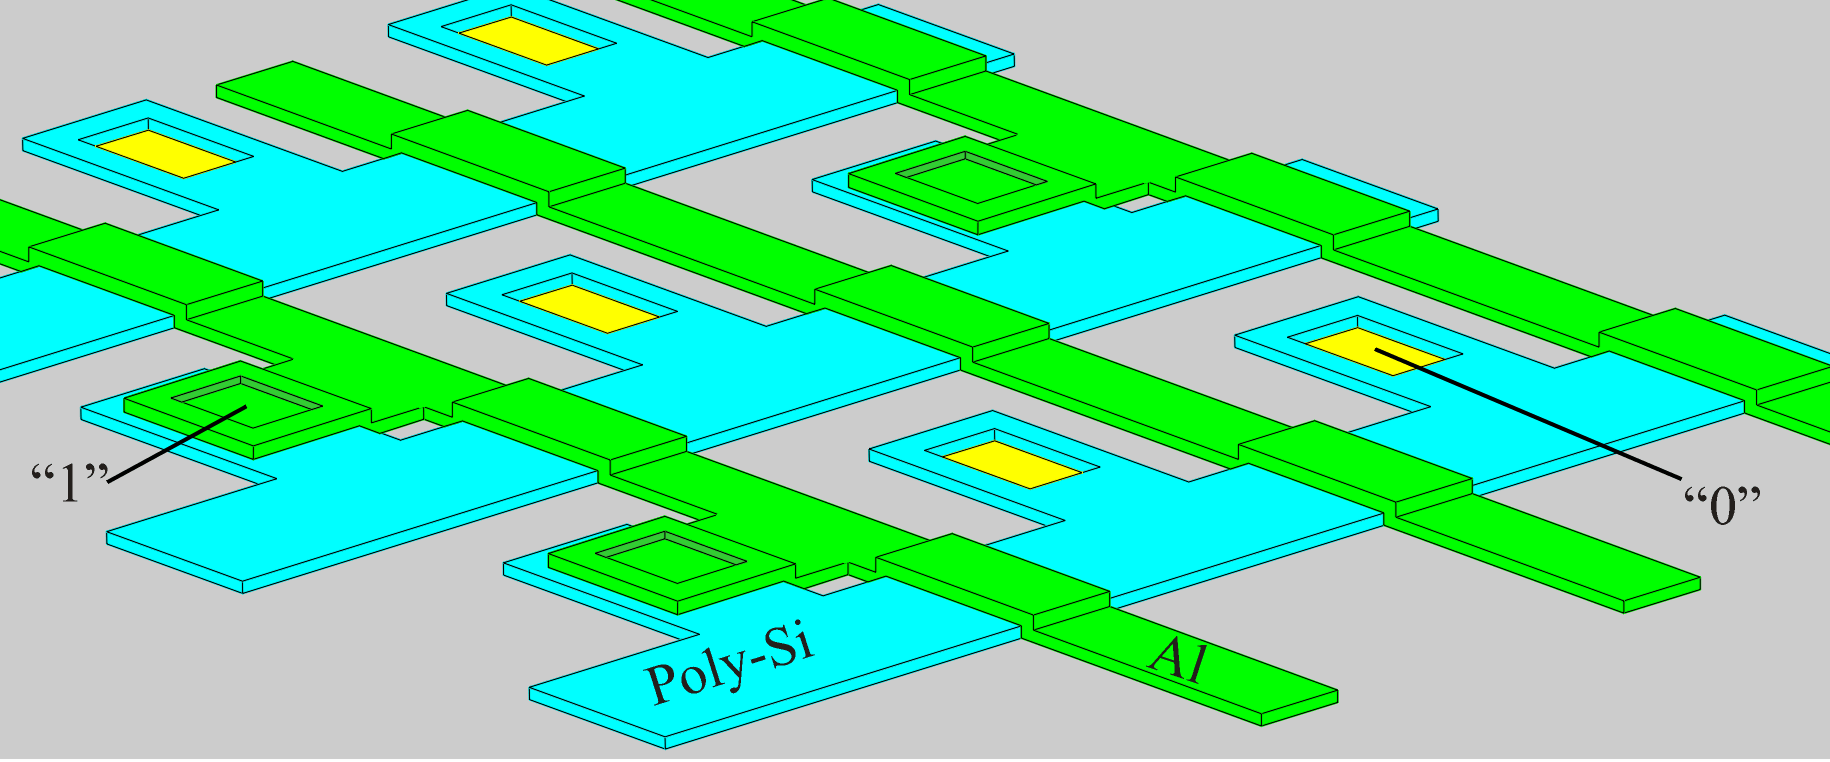 “1”
“0”
Poly-Si
Al